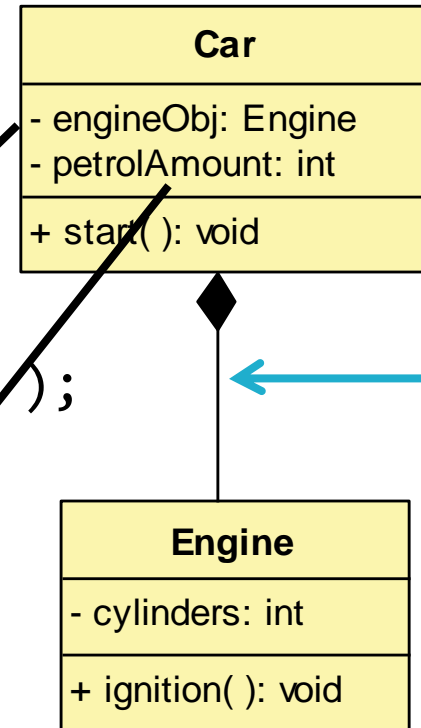 Car
- engineObj: Engine
- petrolAmount: int
+ start( ): void
);
Engine
- cylinders: int
+ ignition( ): void